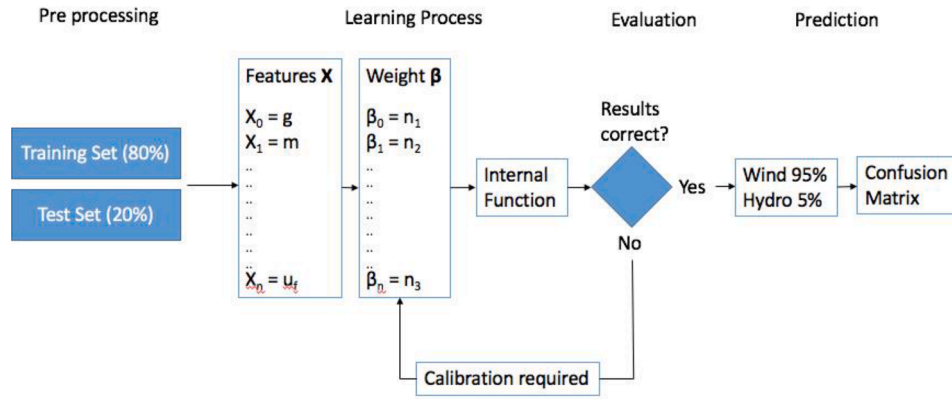 Pre processing
Learning Process
Evaluation
Prediction
Training Set (80%)
Test Set (20%)
Features X
X₀ = g
X₁ = m
..
..
..
..
..
..
..
Xₙ = u_f
Weight β
β₀ = n₁
β₁ = n₂
..
..
..
..
..
..
..
βₙ = n₃
Internal
Function
Results
correct?
Yes
No
Wind 95%
Hydro 5%
Confusion
Matrix
Calibration required